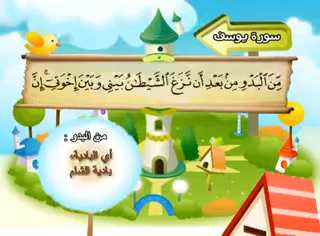 سورة يوسف
مِّنَ ٱلْبَدْوِ مِنۢ بَعْدِ أَن نَّزَغَ ٱلشَّيْطَـٰنُ بَيْنِى وَبَيْنَ إِخْوَتِىٓ ۚ إِنَّ
من البدو :
أي البادية،
بادية الشام